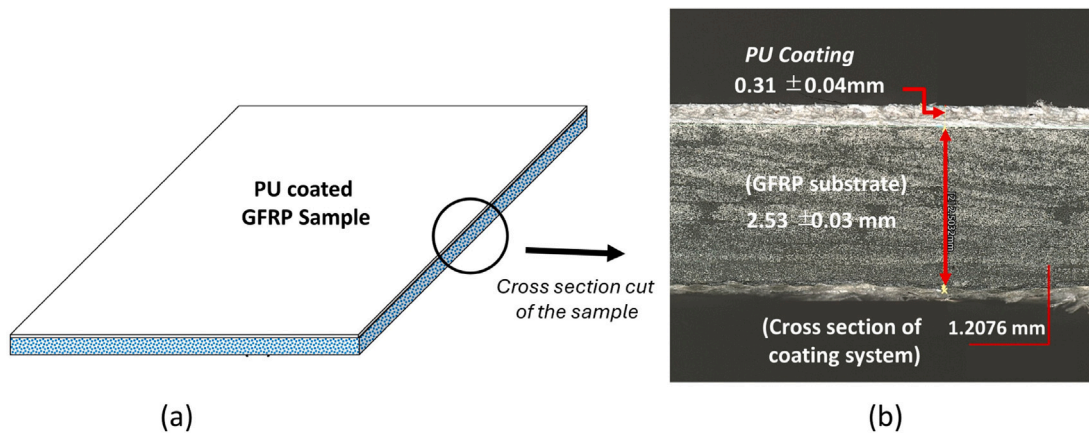 PU coated
GFRP Sample
Cross section cut
of the sample
(a)
PU Coating
0.31 ±0.04mm
(GFRP substrate)
2.53 ±0.03 mm
(Cross section of
coating system)
1.2076 mm
(b)